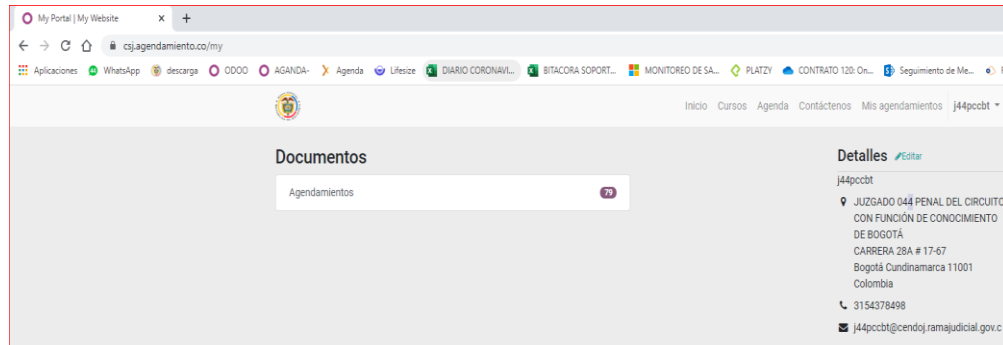 My Portal | My Website
csj.agendamiento.co/my
Aplicaciones WhatsApp descarga ODOO AGANDA- Agenda Lifesize DIARIO CORONAVI... BITACORA SOPORT... MONITOREO DE SA... PLATZY CONTRATO 120: On... Seguimiento de Me...
Inicio Cursos Agenda Contáctenos Mis agendamientos j44pccbt
Documentos
Agendamientos 79
Detalles Editar
j44pccbt
JUZGADO 044 PENAL DEL CIRCUITO
CON FUNCIÓN DE CONOCIMIENTO
DE BOGOTÁ
CARRERA 28A # 17-67
Bogotá Cundinamarca 11001
Colombia
3154378498
j44pccbt@cendoj.ramajudicial.gov.c